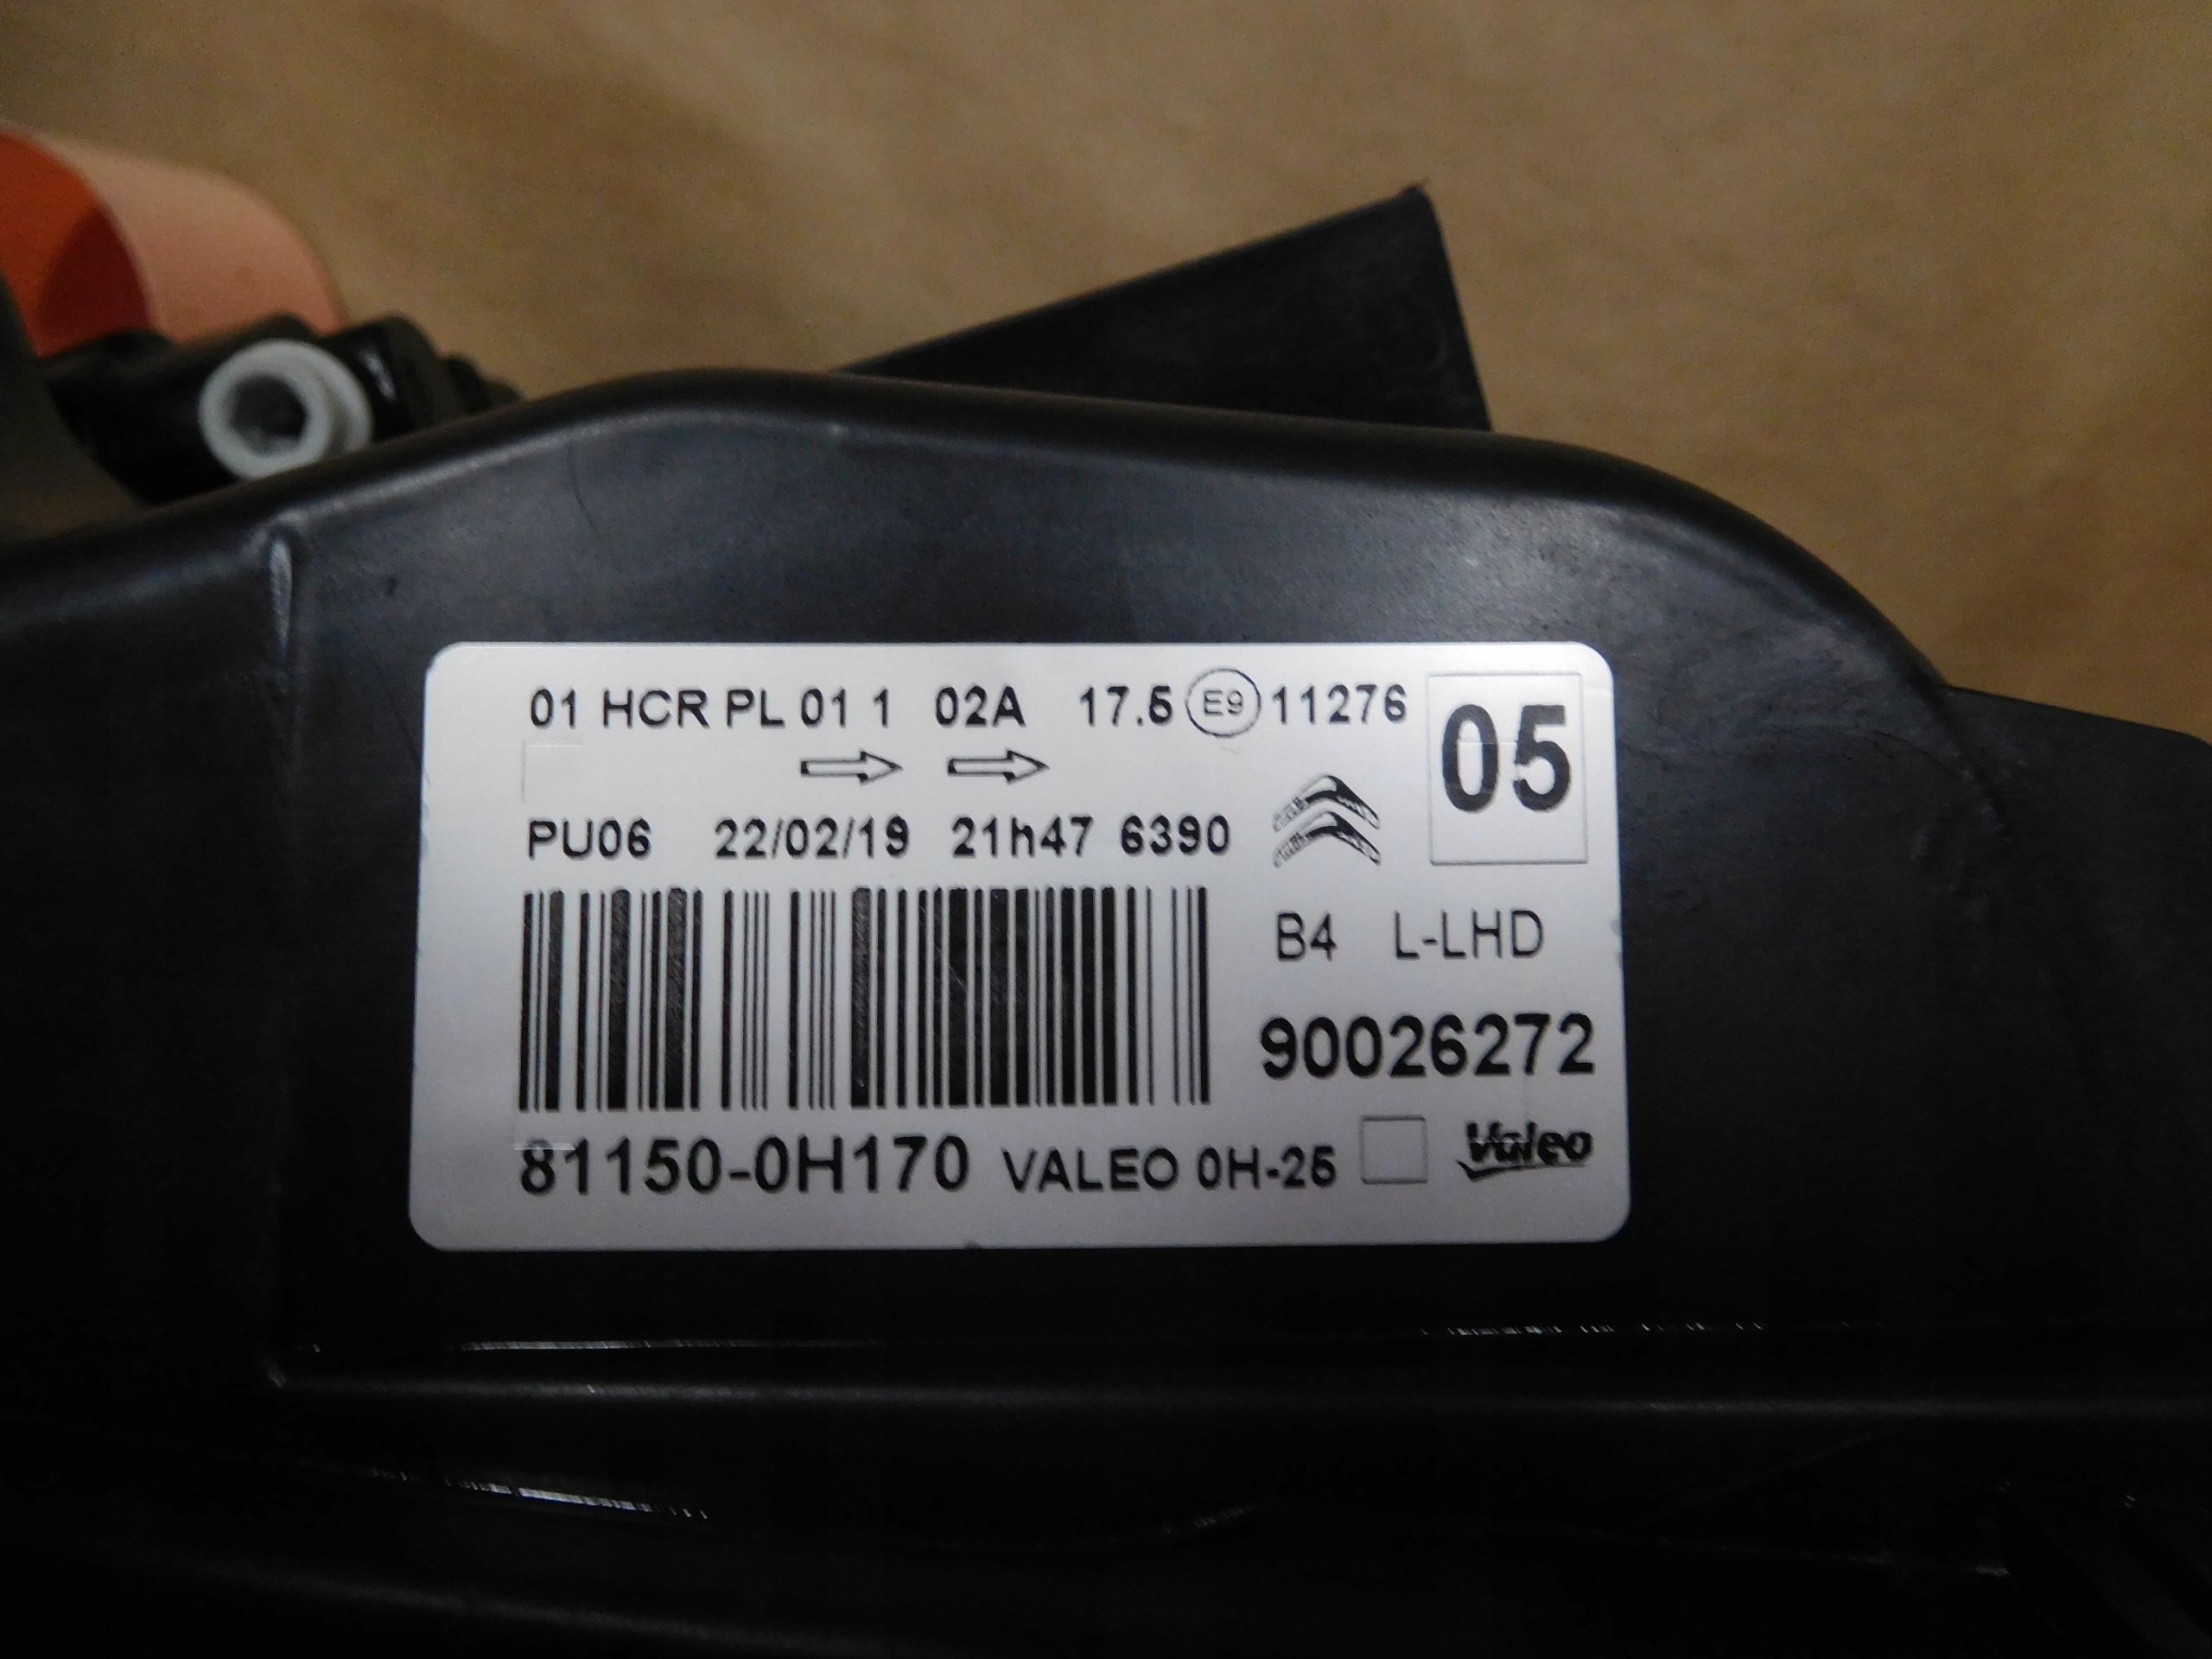 01 HCR PL 01 1 02A 17.5 E9 11276
05
PU06 22/02/19 21h47 6390
B4 L-LHD
90026272
81150-0H170 VALEO 0H-25 Valeo